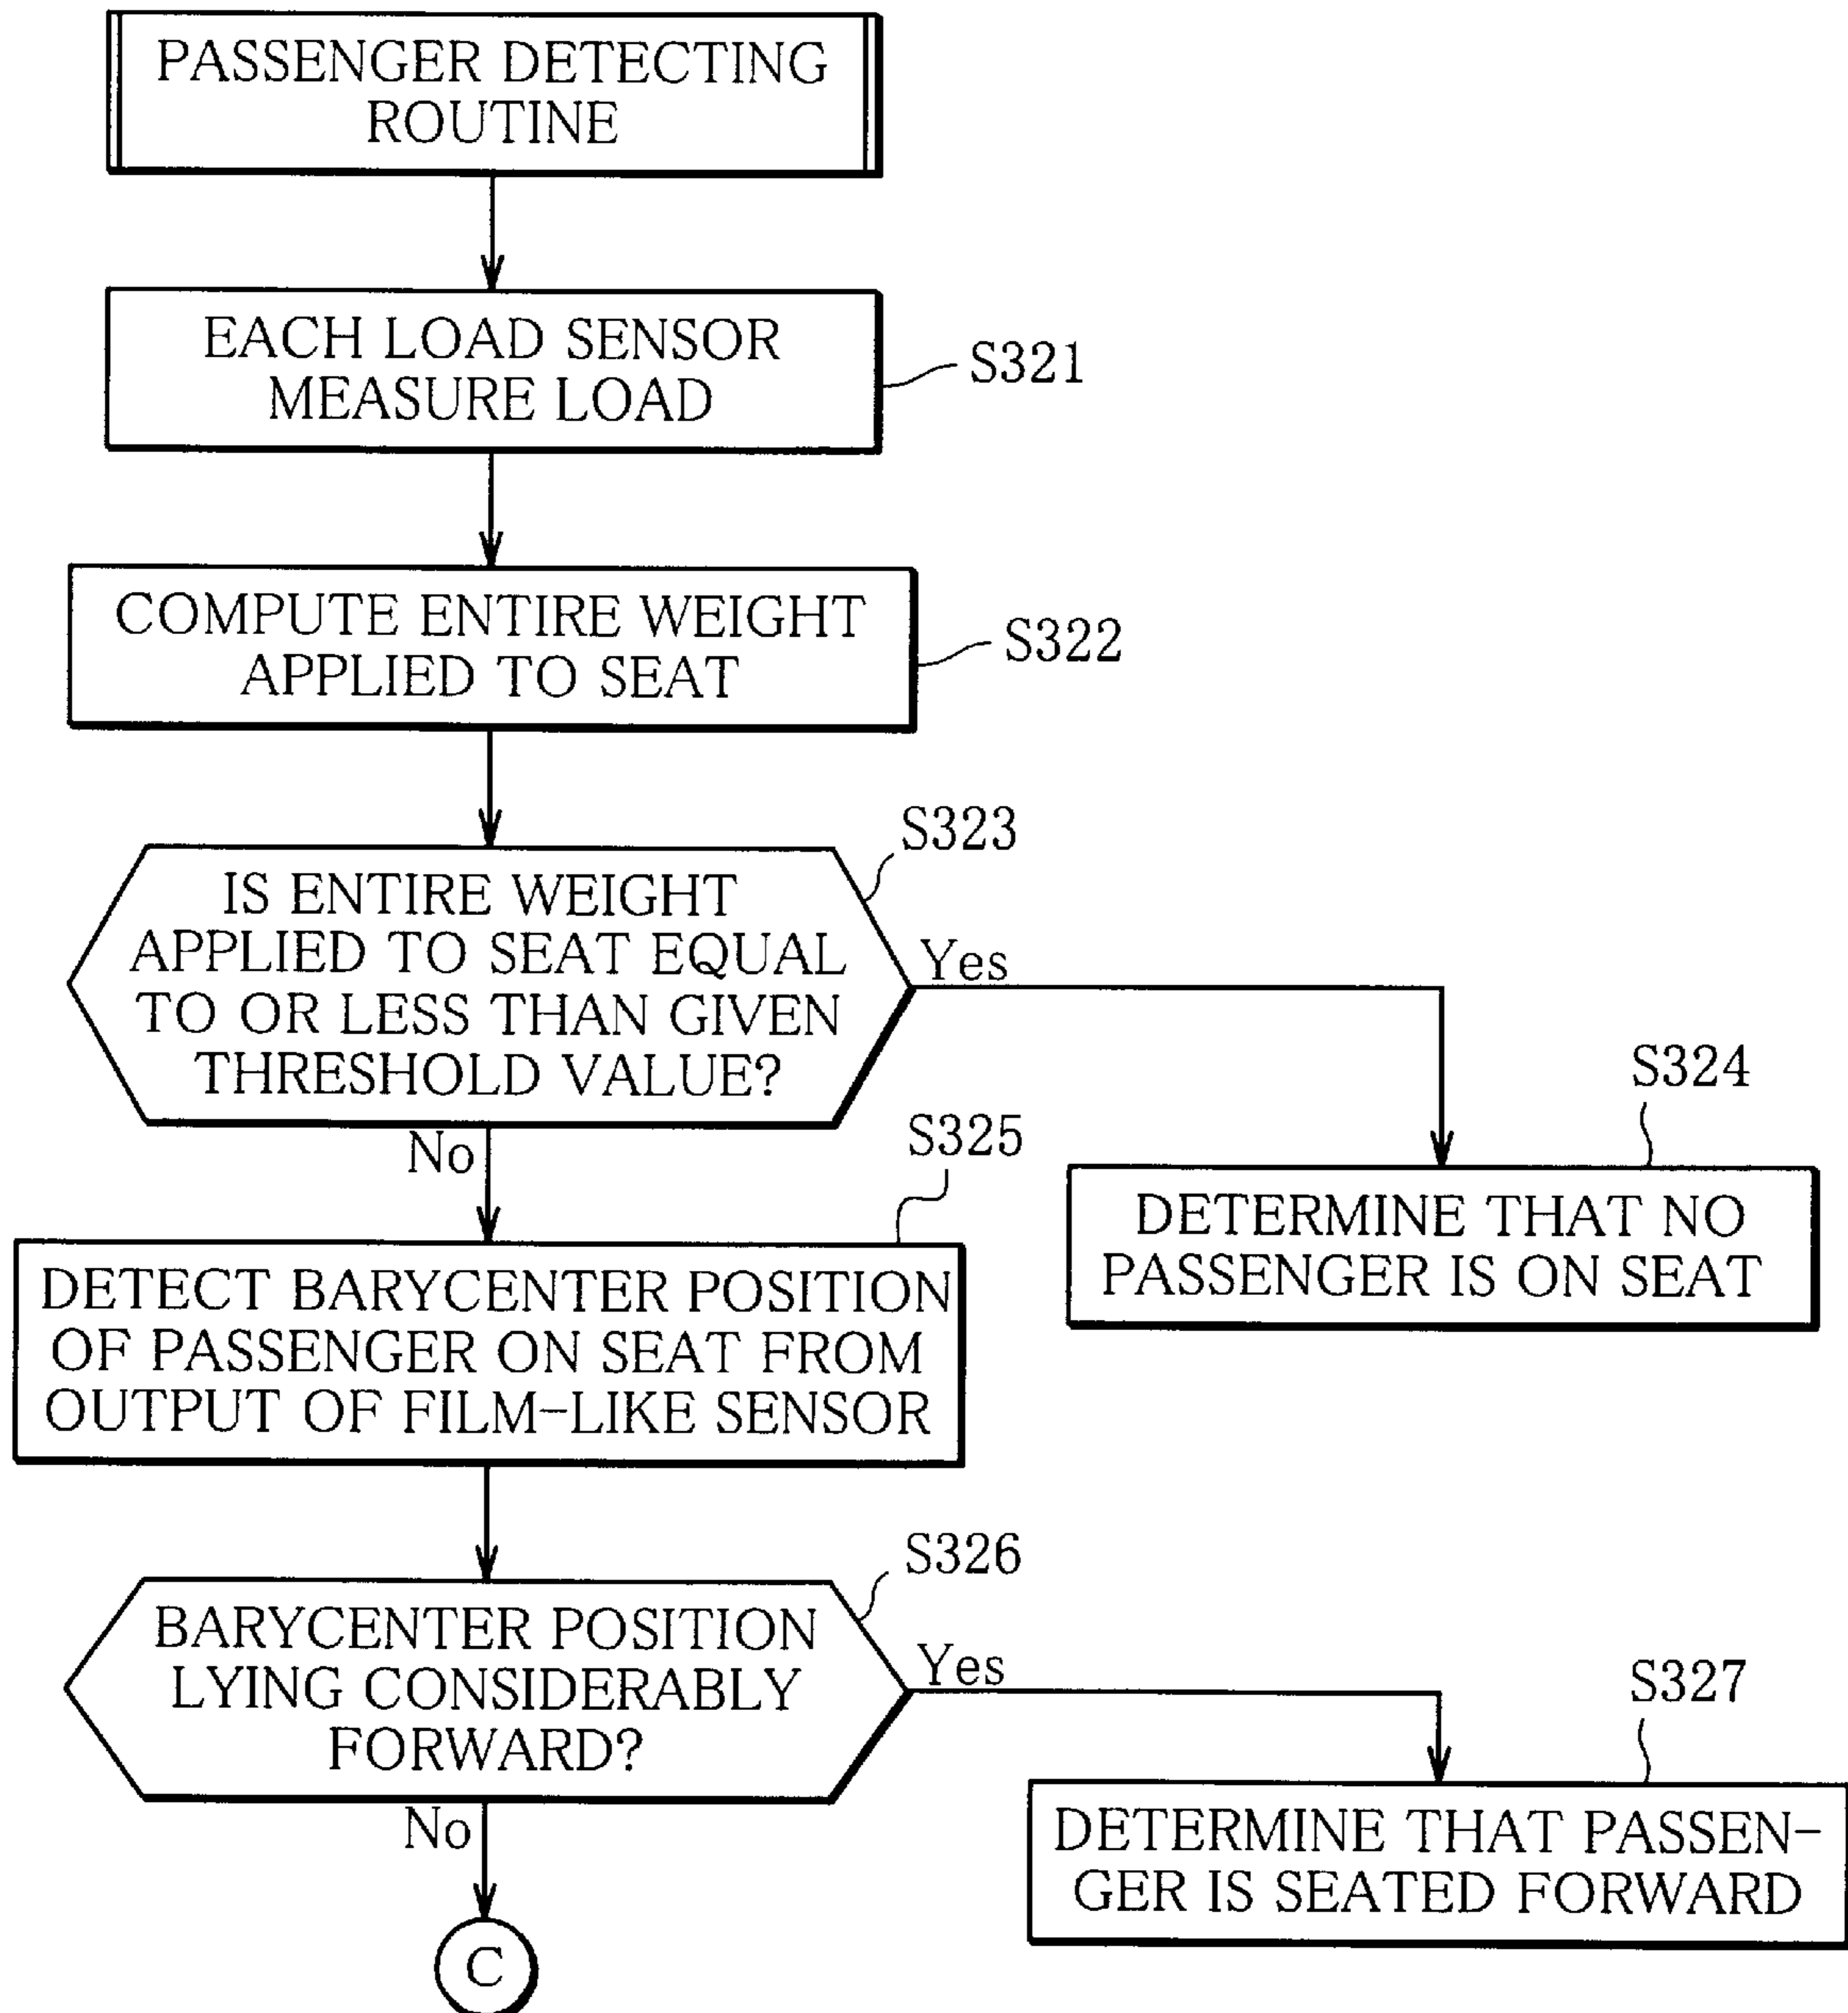 PASSENGER DETECTING
ROUTINE
EACH LOAD SENSOR
MEASURE LOAD
S321
COMPUTE ENTIRE WEIGHT
APPLIED TO SEAT
S322
S323
IS ENTIRE WEIGHT
APPLIED TO SEAT EQUAL
TO OR LESS THAN GIVEN
THRESHOLD VALUE?
Yes
No
S324
DETERMINE THAT NO
PASSENGER IS ON SEAT
S325
DETECT BARYCENTER POSITION
OF PASSENGER ON SEAT FROM
OUTPUT OF FILM-LIKE SENSOR
S326
BARYCENTER POSITION
LYING CONSIDERABLY
FORWARD?
Yes
No
S327
DETERMINE THAT PASSEN-
GER IS SEATED FORWARD
C